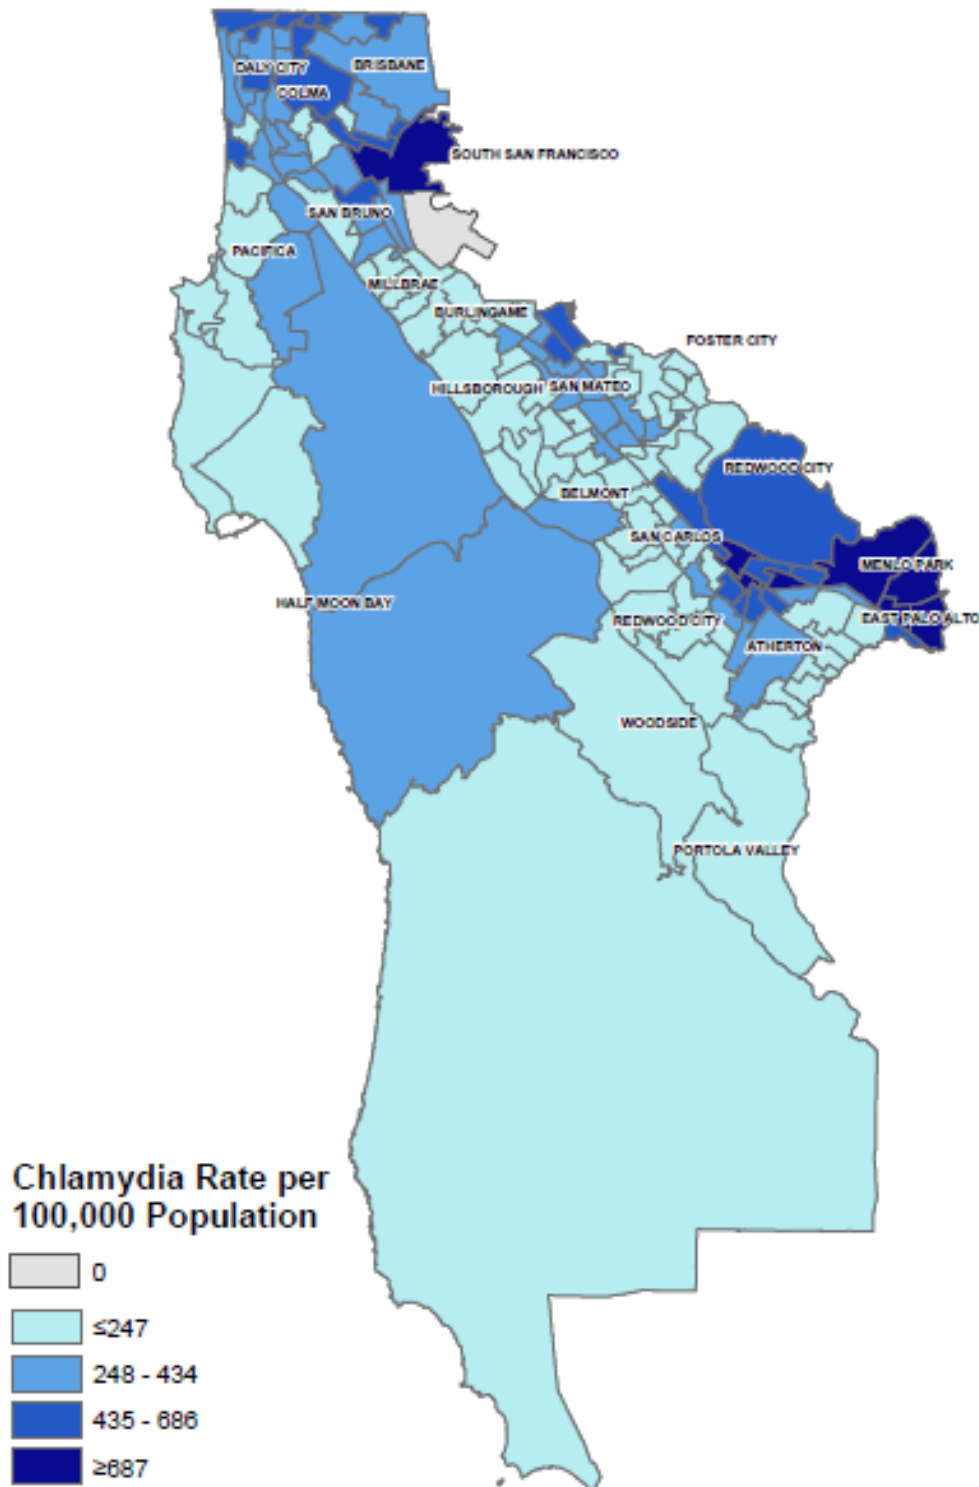 DALY CITY
BRISBANE
COLMA
SOUTH SAN FRANCISCO
SAN BRUNO
PACIFICA
MILLBRAE
BURLINGAME
FOSTER CITY
HILLSBOROUGH
SAN MATEO
REDWOOD CITY
BELMONT
SAN CARLOS
MENLO PARK
HALF MOON BAY
REDWOOD CITY
EAST PALO ALTO
ATHERTON
WOODSIDE
PORTOLA VALLEY
Chlamydia Rate per
100,000 Population
0
≤247
248 - 434
435 - 686
≥687